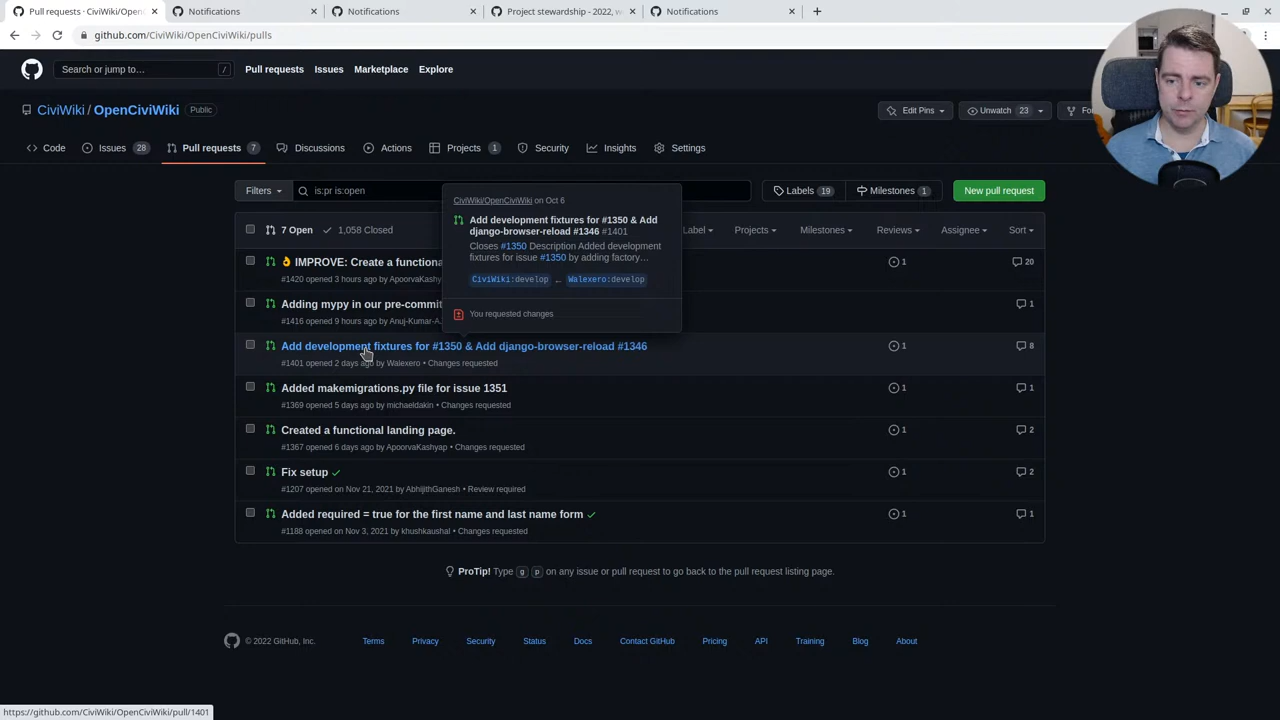 Pull requests · CiviWiki/Open
Notifications
Notifications
Project stewardship - 2022, w
Notifications
github.com/CiviWiki/OpenCiviWiki/pulls
Search or jump to…
/
Pull requests
Issues
Marketplace
Explore
CiviWiki / OpenCiviWiki
Public
Edit Pins
Unwatch 23
Code
Issues 28
Pull requests 7
Discussions
Actions
Projects 1
Security
Insights
Settings
Filters
is:pr is:open
Labels 19
Milestones 1
New pull request
CiviWiki/OpenCiviWiki on Oct 6
Add development fixtures for #1350 & Add
django-browser-reload #1346 #1401
Closes #1350 Description Added development
fixtures for issue #1350 by adding factory…
CiviWiki:develop ← Walexero:develop
You requested changes
7 Open
1,058 Closed
Label
Projects
Milestones
Reviews
Assignee
Sort
👌 IMPROVE: Create a functiona
1
20
#1420 opened 3 hours ago by ApoorvaKashy
Adding mypy in our pre-commit
1
#1416 opened 9 hours ago by Anuj-Kumar-A
Add development fixtures for #1350 & Add django-browser-reload #1346
1
8
#1401 opened 2 days ago by Walexero • Changes requested
Added makemigrations.py file for issue 1351
1
1
#1369 opened 5 days ago by michaeldakin • Changes requested
Created a functional landing page.
1
2
#1367 opened 6 days ago by ApoorvaKashyap • Changes requested
Fix setup
1
2
#1207 opened on Nov 21, 2021 by AbhijithGanesh • Review required
Added required = true for the first name and last name form
1
1
#1188 opened on Nov 3, 2021 by khushkaushal • Changes requested
ProTip! Type g p on any issue or pull request to go back to the pull request listing page.
© 2022 GitHub, Inc.
Terms
Privacy
Security
Status
Docs
Contact GitHub
Pricing
API
Training
Blog
About
https://github.com/CiviWiki/OpenCiviWiki/pull/1401